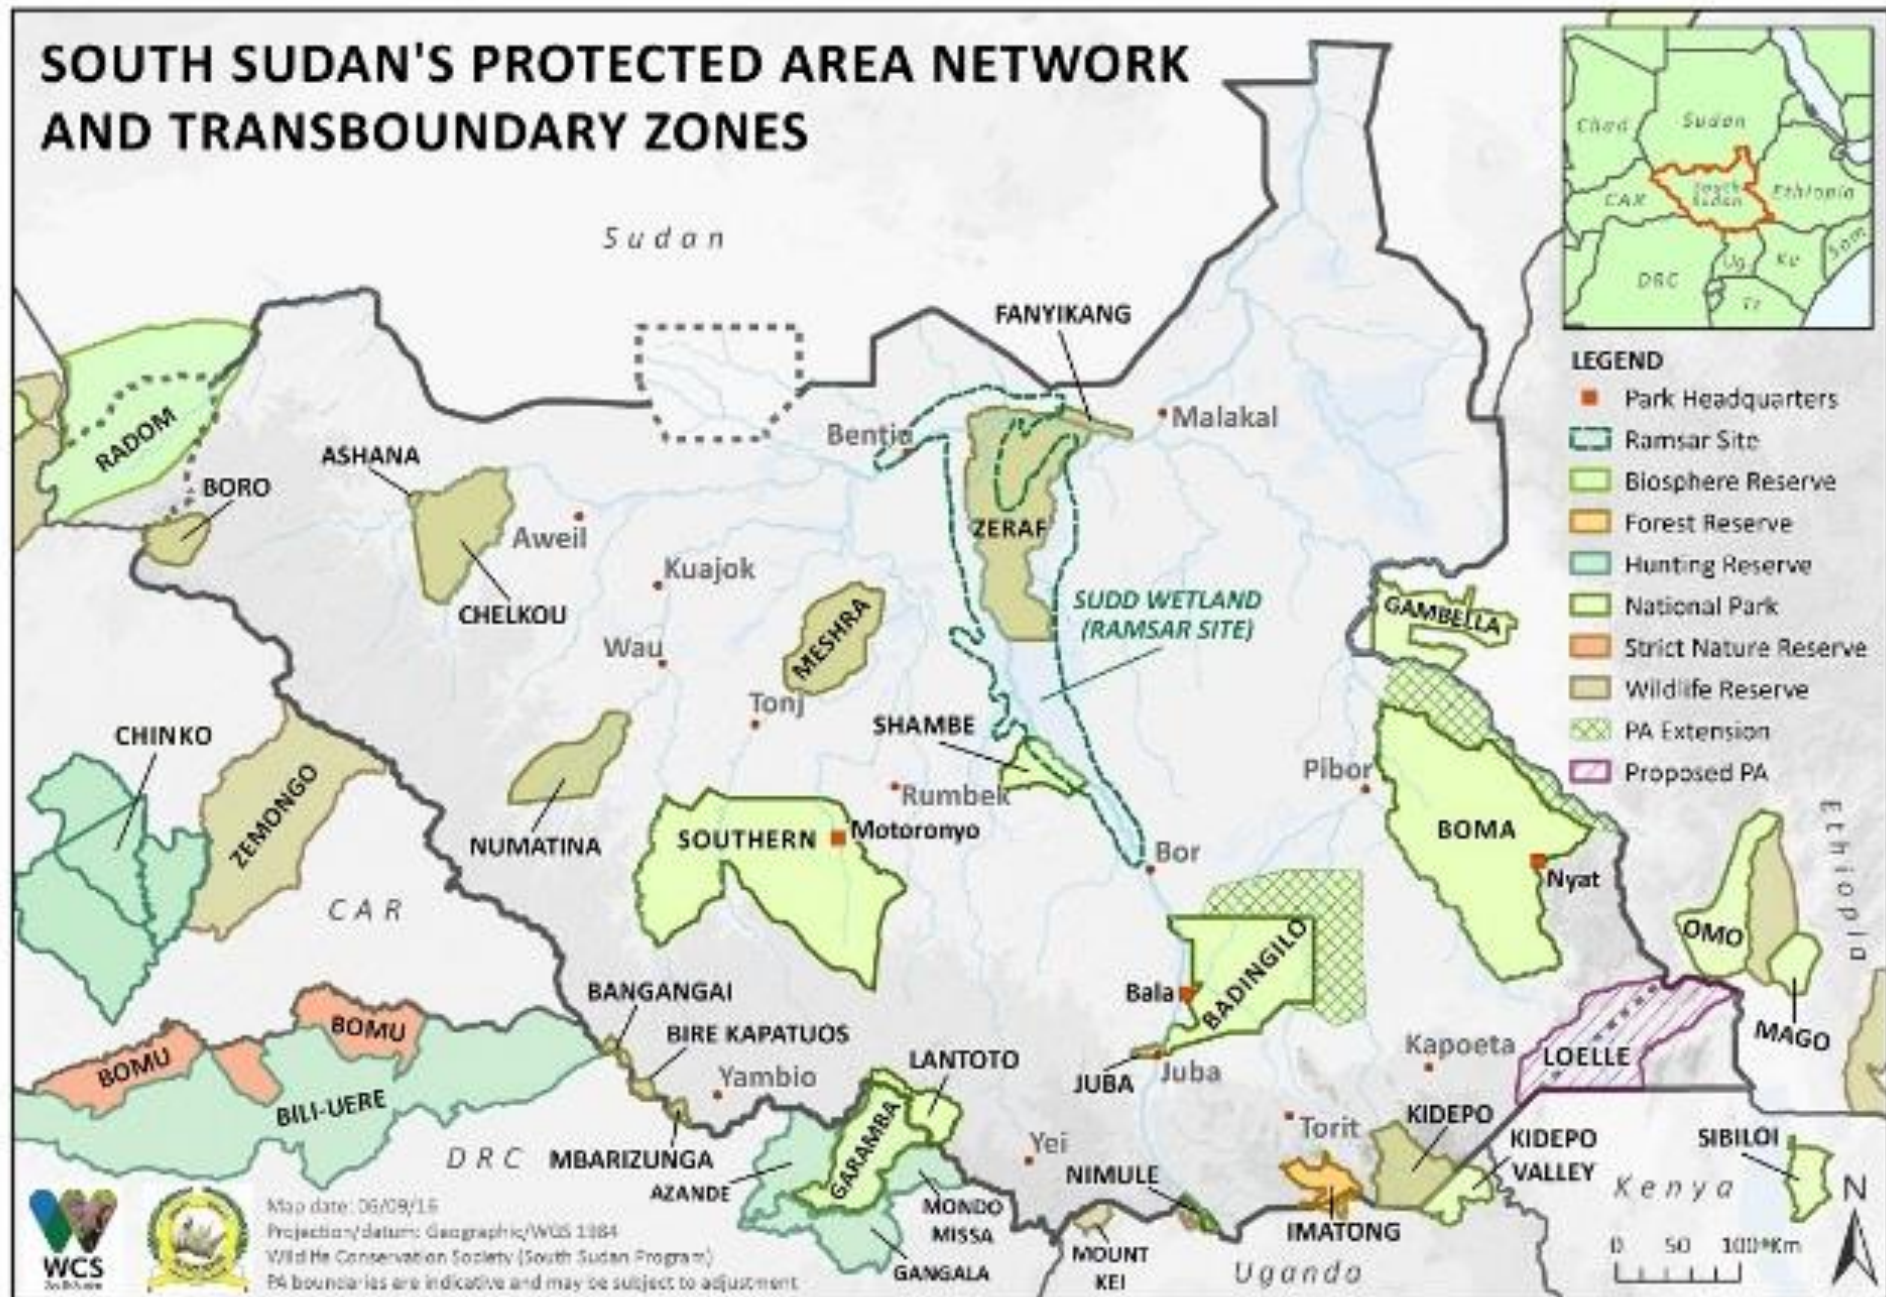 SOUTH SUDAN'S PROTECTED AREA NETWORK
AND TRANSBOUNDARY ZONES
Chad
Sudan
CAR
South
Sudan
Ethiopia
DRC
Ug
Ke
Som
Tz
Sudan
FANYIKANG
LEGEND
Park Headquarters
Ramsar Site
Biosphere Reserve
Forest Reserve
Hunting Reserve
National Park
Strict Nature Reserve
Wildlife Reserve
PA Extension
Proposed PA
RADOM
BORO
ASHANA
Bentiu
Malakal
Aweil
CHELKOU
Kuajok
ZERAF
SUDD WETLAND
(RAMSAR SITE)
GAMBELLA
MESHRA
Wau
Tonj
SHAMBE
CHINKO
ZEMONGO
NUMATINA
Rumbek
Pibor
SOUTHERN
Motoronyo
BOMA
Bor
Nyat
Ethiopia
CAR
OMO
BANGANGAI
Bala
BADINGILO
MAGO
BOMU
BOMU
BIRE KAPATUOS
LANTOTO
Kapoeta
LOELLE
JUBA
Juba
Yambio
BILI-UERE
GARAMBA
KIDEPO
Torit
KIDEPO
VALLEY
SIBILOI
DRC
MBARIZUNGA
Yei
NIMULE
AZANDE
Kenya
N
MONDO
MISSA
IMATONG
GANGALA
MOUNT
KEI
Uganda
0 50 100 Km
WCS
Map date: 06/09/16
Projection/datum: Geographic/WGS 1984
Wildlife Conservation Society (South Sudan Program)
PA boundaries are indicative and may be subject to adjustment